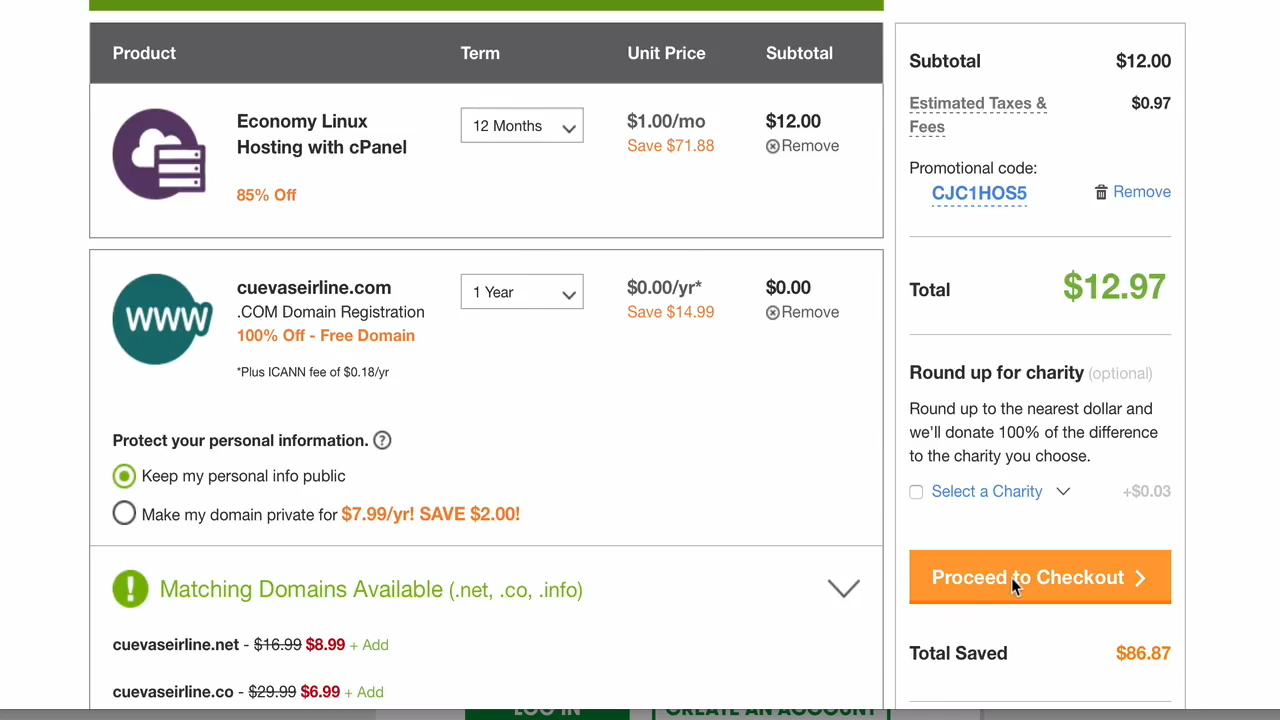 Product Term Unit Price Subtotal
Economy Linux
Hosting with cPanel
85% Off
12 Months
$1.00/mo
Save $71.88
$12.00
Remove
WWW
cuevaseirline.com
.COM Domain Registration
100% Off - Free Domain
*Plus ICANN fee of $0.18/yr
1 Year
$0.00/yr*
Save $14.99
$0.00
Remove
Protect your personal information. ?
Keep my personal info public
Make my domain private for $7.99/yr! SAVE $2.00!
! Matching Domains Available (.net, .co, .info)
cuevaseirline.net - $16.99 $8.99 + Add
cuevaseirline.co - $29.99 $6.99 + Add
Subtotal $12.00
Estimated Taxes & $0.97
Fees
Promotional code:
CJC1HOS5 Remove
Total $12.97
Round up for charity (optional)
Round up to the nearest dollar and
we'll donate 100% of the difference
to the charity you choose.
Select a Charity +$0.03
Proceed to Checkout
Total Saved $86.87
LOG IN CREATE AN ACCOUNT